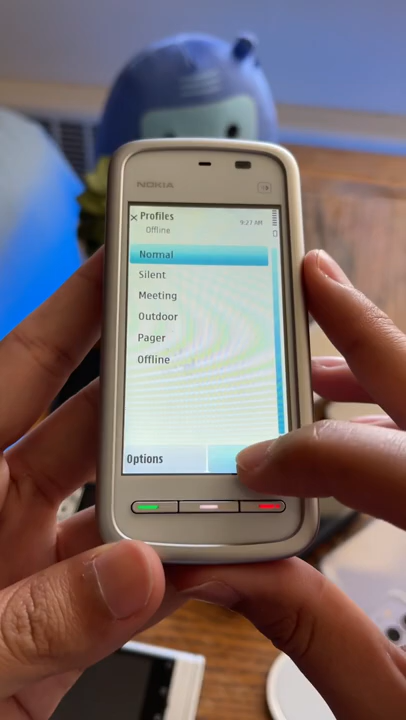 NOKIA
Profiles
9:27 AM
Offline
Normal
Silent
Meeting
Outdoor
Pager
Offline
Options